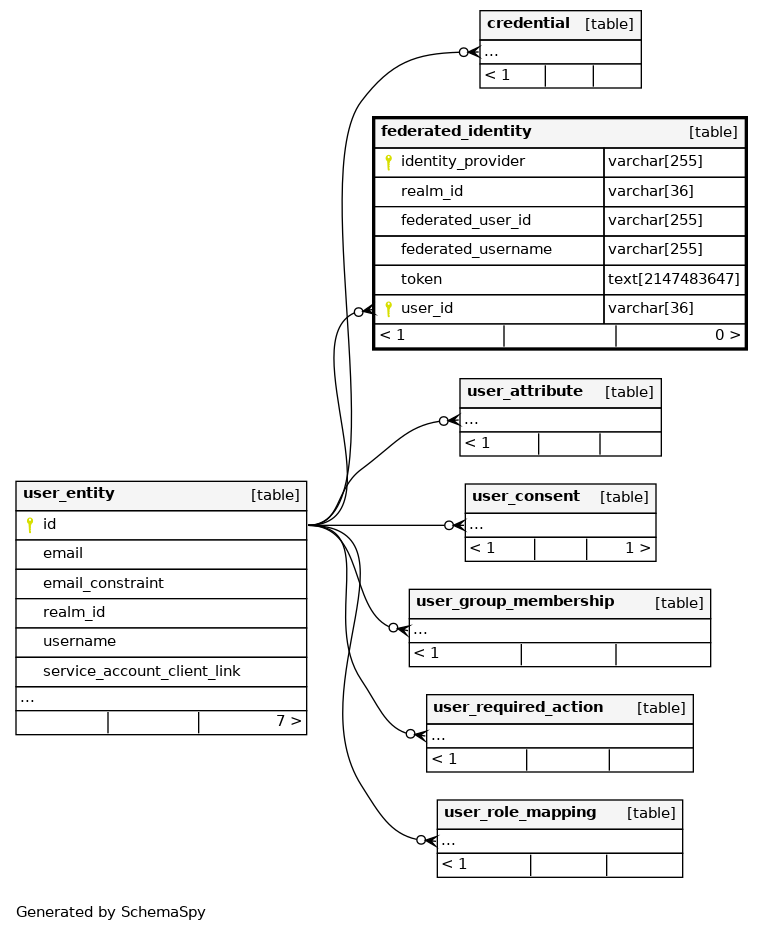 credential [table]
...
< 1
federated_identity [table]
identity_provider varchar[255]
realm_id varchar[36]
federated_user_id varchar[255]
federated_username varchar[255]
token text[2147483647]
user_id varchar[36]
< 1 0 >
user_attribute [table]
...
< 1
user_entity [table]
id
email
email_constraint
realm_id
username
service_account_client_link
...
7 >
user_consent [table]
...
< 1 1 >
user_group_membership [table]
...
< 1
user_required_action [table]
...
< 1
user_role_mapping [table]
...
< 1
Generated by SchemaSpy